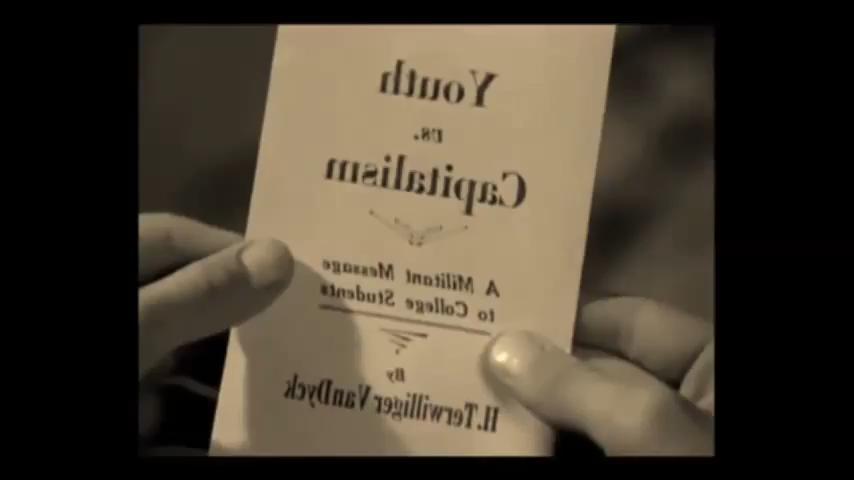 Youth
vs.
Capitalism
A Militant Message
to College Students
By
H. Terwilliger VanDyck